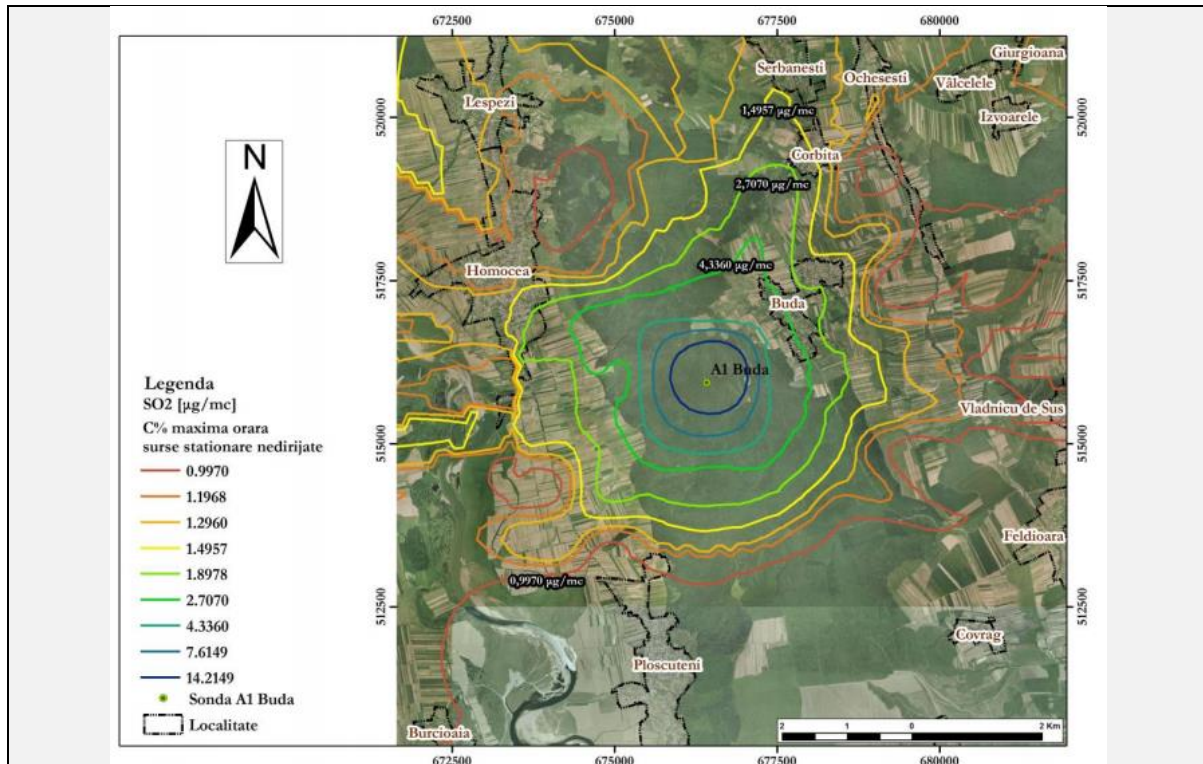 672500 675000 677500 680000
Giurgioana
Serbanesti
Ochesesti
Vâlcelele
Lespezi
1,4957 µg/mc
Izvoarele
520000 520000
N
Corbita
2,7070 µg/mc
4,3360 µg/mc
Homocea
517500 517500
Buda
A1 Buda
Legenda
SO2 [µg/mc]
C% maxima orara
surse stationare nedirijate
0.9970
1.1968
1.2960
1.4957
1.8978
2.7070
4.3360
7.6149
14.2149
Sonda A1 Buda
Localitate
Vladnicu de Sus
515000 515000
Feldioara
0,9970 µg/mc
512500 512500
Covrag
Ploscuteni
Burcioaia
2 1 0 2 Km
672500 675000 677500 680000